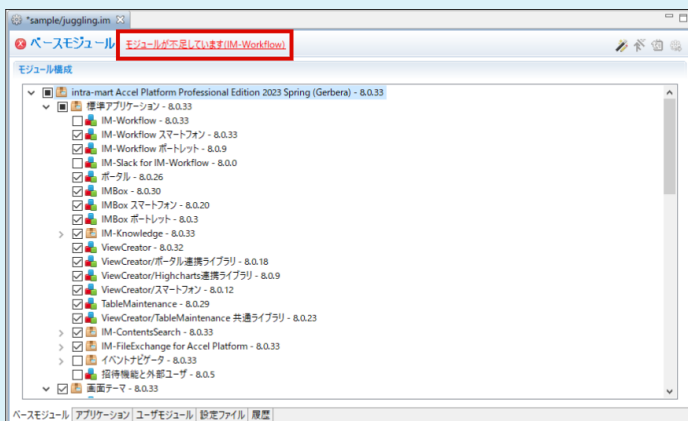 *sample/juggling.im
ベースモジュール モジュールが不足しています(IM-Workflow)
モジュール構成
intra-mart Accel Platform Professional Edition 2023 Spring (Gerbera) - 8.0.33
標準アプリケーション - 8.0.33
IM-Workflow - 8.0.33
IM-Workflow スマートフォン - 8.0.33
IM-Workflow ポートレット - 8.0.9
IM-Slack for IM-Workflow - 8.0.0
ポータル - 8.0.26
IMBox - 8.0.30
IMBox スマートフォン - 8.0.20
IMBox ポートレット - 8.0.3
IM-Knowledge - 8.0.33
ViewCreator - 8.0.32
ViewCreator/ポータル連携ライブラリ - 8.0.18
ViewCreator/Highcharts連携ライブラリ - 8.0.9
ViewCreator/スマートフォン - 8.0.12
TableMaintenance - 8.0.29
ViewCreator/TableMaintenance 共通ライブラリ - 8.0.23
IM-ContentsSearch - 8.0.33
IM-FileExchange for Accel Platform - 8.0.33
イベントナビゲータ - 8.0.33
招待機能と外部ユーザ - 8.0.5
画面テーマ - 8.0.33
ベースモジュール アプリケーション ユーザモジュール 設定ファイル 履歴